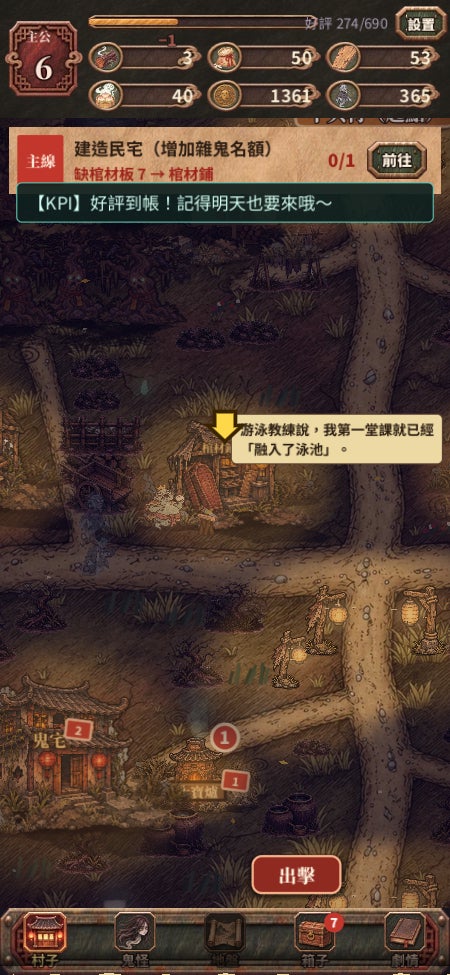 好評 274/690
設置
主公
6
-1
3
50
53
40
1361
365
主線
建造民宅（增加雜鬼名額）
缺棺材板 7 → 棺材鋪
0/1
前往
【KPI】好評到帳！記得明天也要來哦～
游泳教練說，我第一堂課就已經
「融入了泳池」。
鬼宅
2
1
寶爐
1
出擊
村子
鬼怪
地盤
箱子
7
劇情